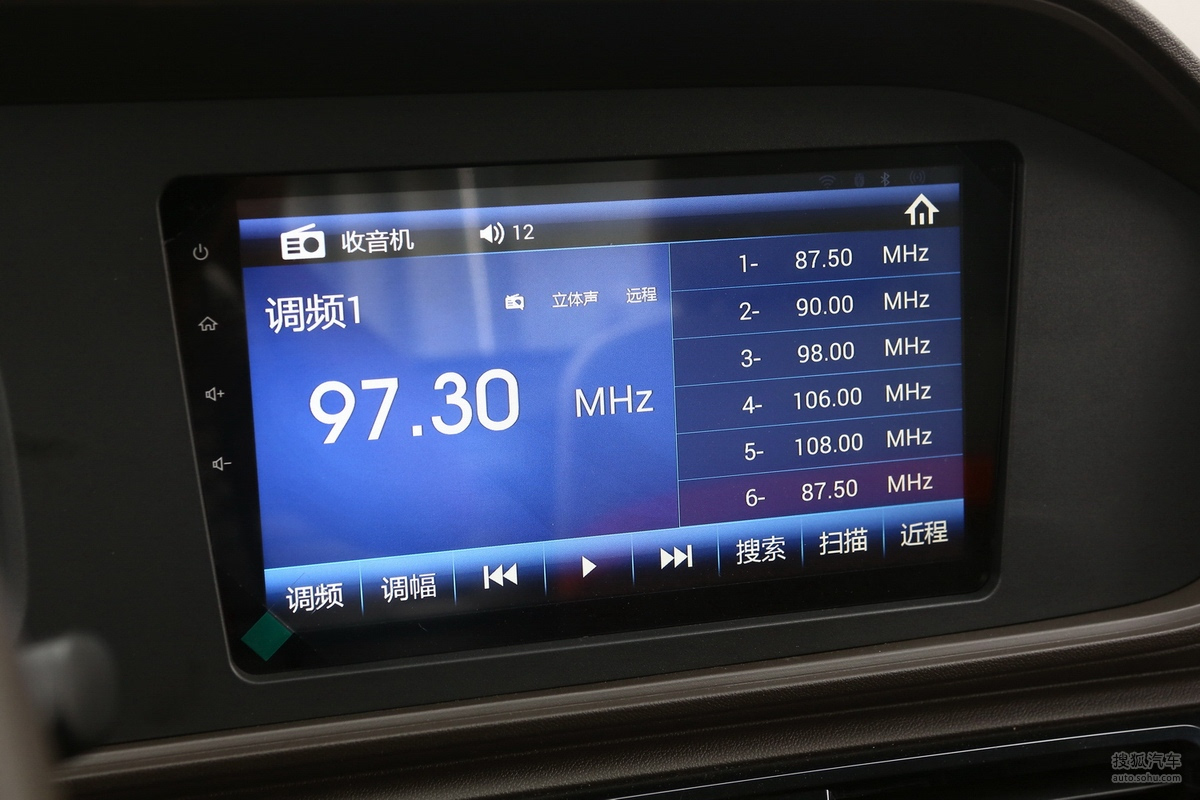 收音机 12
调频1 立体声 远程
97.30 MHz
1- 87.50 MHz
2- 90.00 MHz
3- 98.00 MHz
4- 106.00 MHz
5- 108.00 MHz
6- 87.50 MHz
调频 调幅 搜索 扫描 近程
搜狐汽车
auto.sohu.com